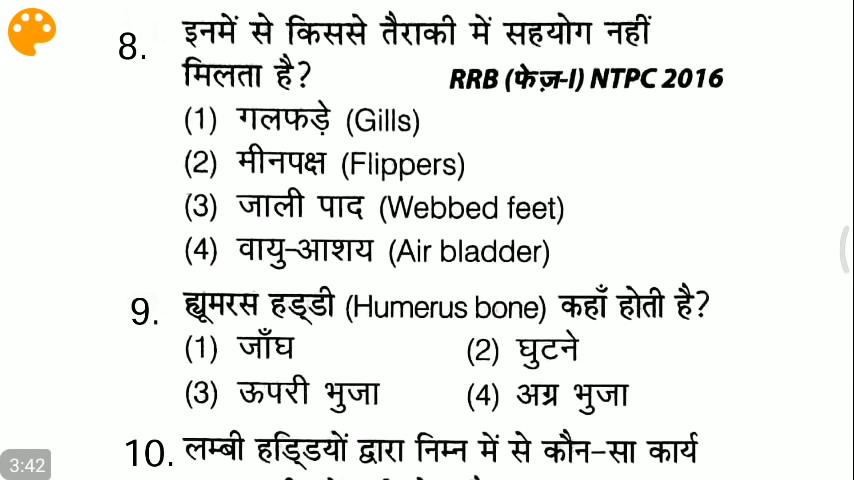 8. इनमें से किससे तैराकी में सहयोग नहीं
मिलता है? RRB (फेज़-I) NTPC 2016
(1) गलफड़े (Gills)
(2) मीनपक्ष (Flippers)
(3) जाली पाद (Webbed feet)
(4) वायु-आशय (Air bladder)
9. ह्यूमरस हड्डी (Humerus bone) कहाँ होती है?
(1) जाँघ (2) घुटने
(3) ऊपरी भुजा (4) अग्र भुजा
10. लम्बी हड्डियों द्वारा निम्न में से कौन-सा कार्य
3:42